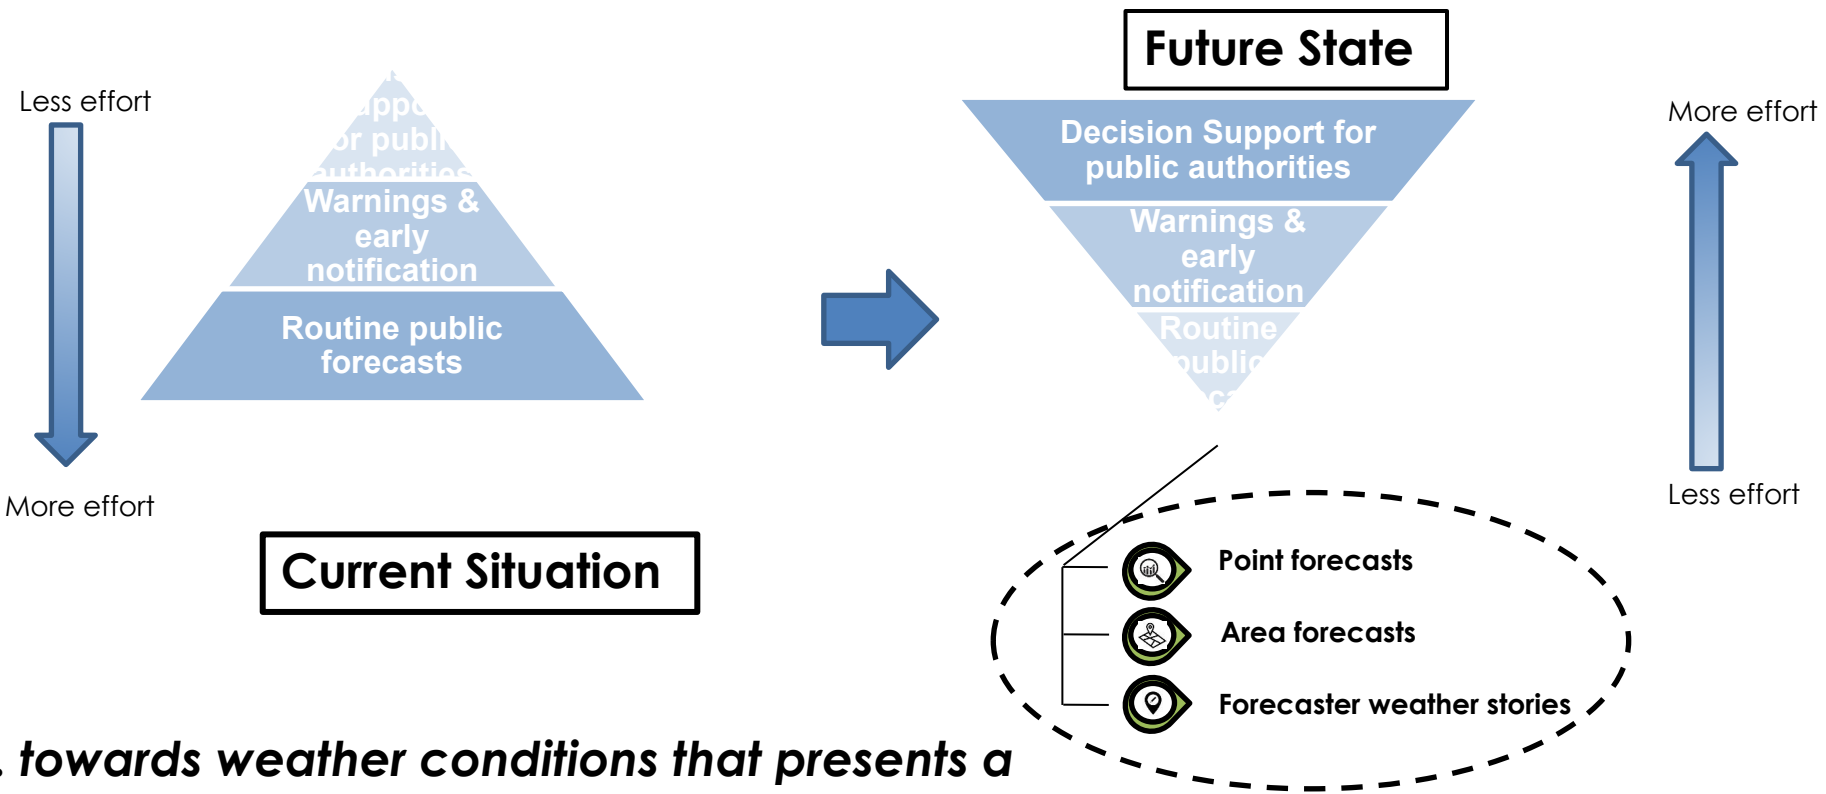 Future State
Less effort
More effort
Decision Support for
public authorities
authorities
Warnings &
early
notification
Warnings &
early
notification
Routine public
forecasts
Routine
public
More effort
Less effort
Current Situation
Point forecasts
Area forecasts
Forecaster weather stories
towards weather conditions that presents a